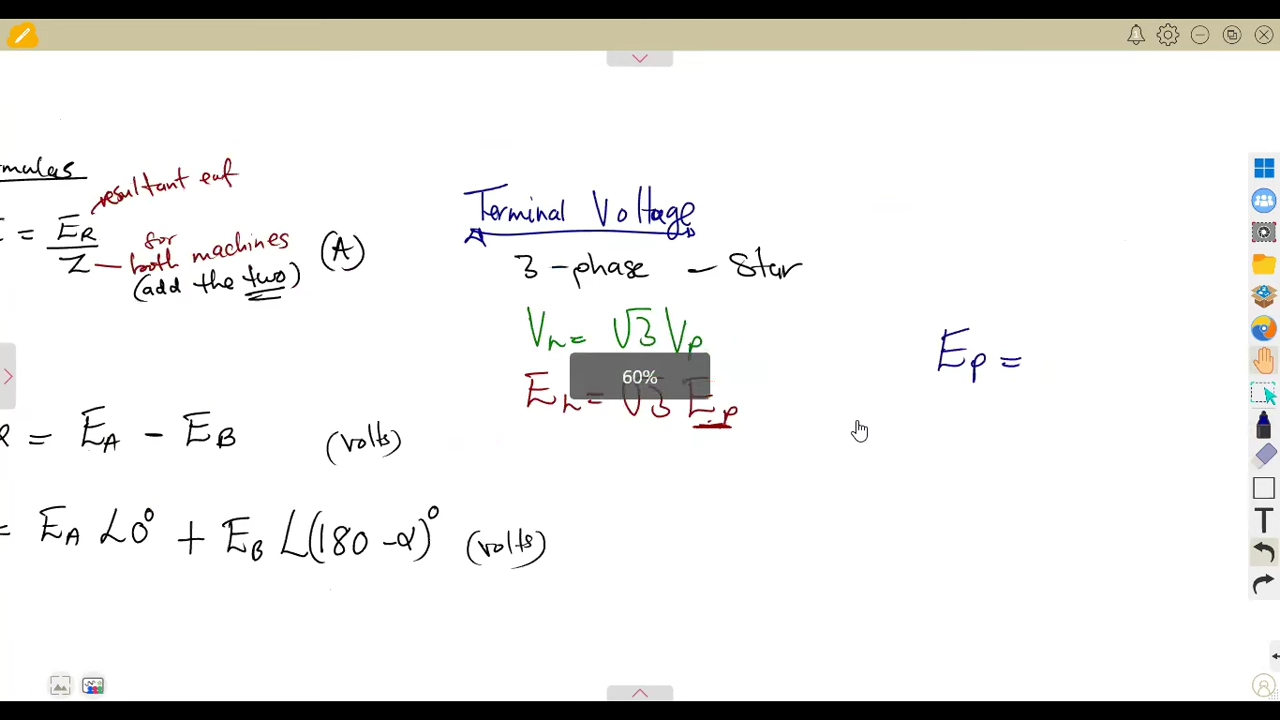 mulas
resultant emf
= E_R / Z
for
both machines
(add the two)
(A)
= E_A - E_B (volts)
= E_A ∠0° + E_B ∠(180 - α)° (volts)
Terminal Voltage
3 - phase - Star
V_L = √3 V_P
60%
E_L = √3 E_P
E_P =
T